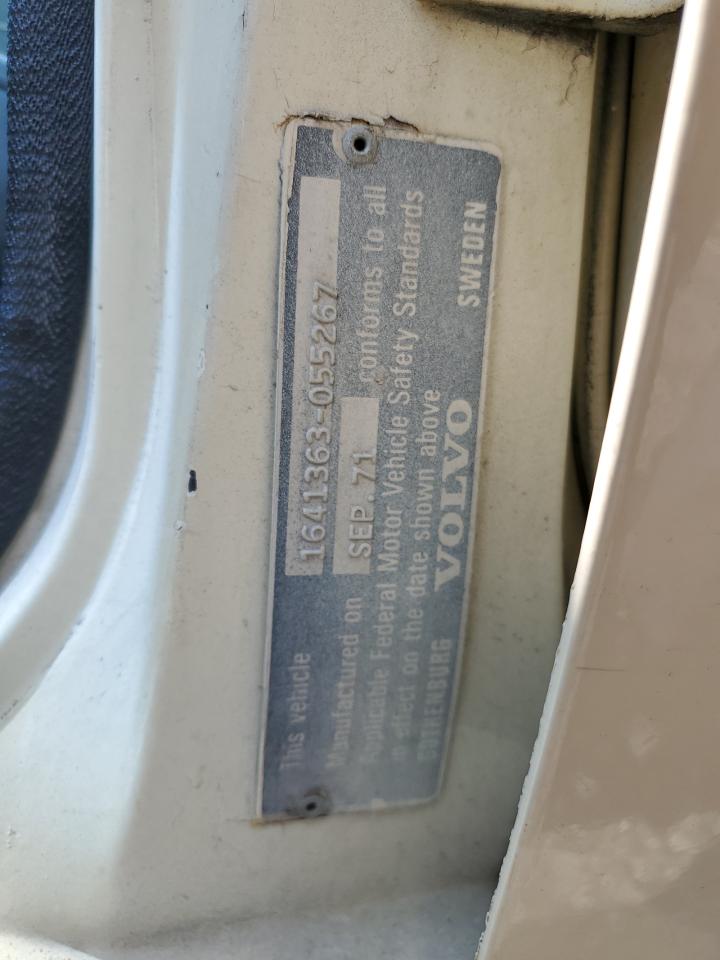 This vehicle 1641363-055267
Manufactured on SEP.71 conforms to all
Applicable Federal Motor Vehicle Safety Standards
in effect on the date shown above
GOTHENBURG VOLVO SWEDEN